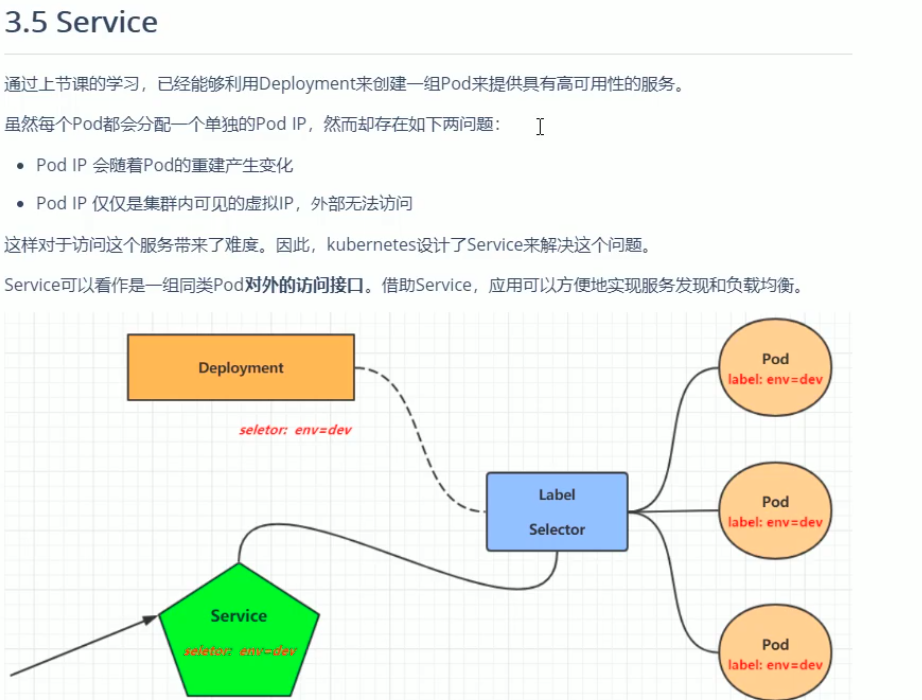 3.5 Service
通过上节课的学习，已经能够利用Deployment来创建一组Pod来提供具有高可用性的服务。
虽然每个Pod都会分配一个单独的Pod IP，然而却存在如下两问题：
Pod IP 会随着Pod的重建产生变化
Pod IP 仅仅是集群内可见的虚拟IP，外部无法访问
这样对于访问这个服务带来了难度。因此，kubernetes设计了Service来解决这个问题。
Service可以看作是一组同类Pod对外的访问接口。借助Service，应用可以方便地实现服务发现和负载均衡。
Deployment
seletor: env=dev
Pod
label: env=dev
Label
Selector
Pod
label: env=dev
Service
seletor: env=dev
Pod
label: env=dev